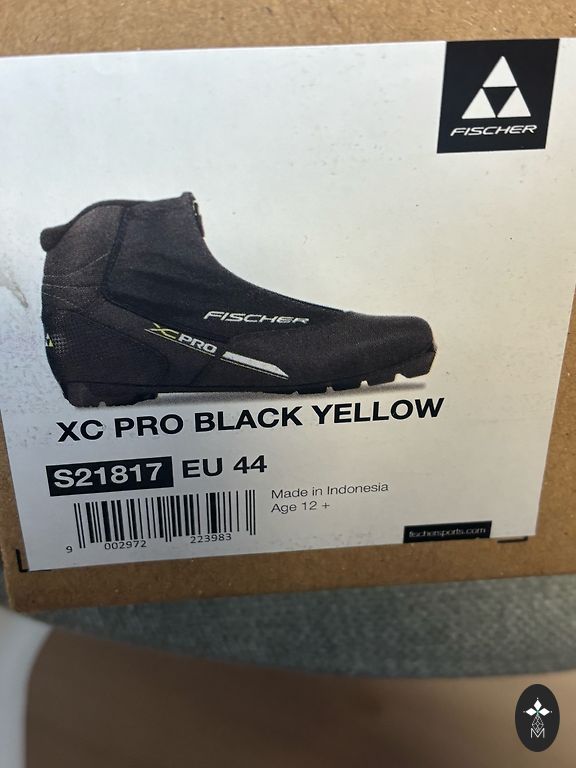 FISCHER
FISCHER
XC PRO
XC PRO BLACK YELLOW
S21817 EU 44
Made in Indonesia
Age 12 +
9 002972 223983
fischersports.com
M